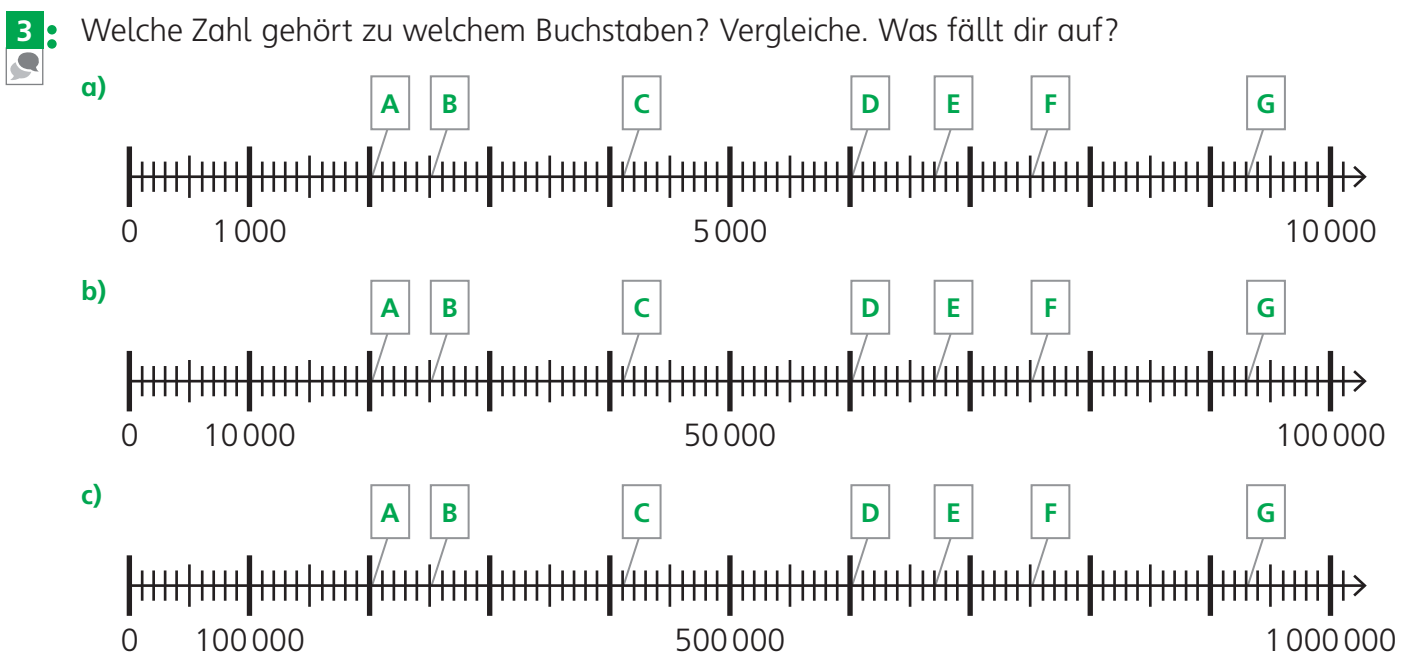 3 Welche Zahl gehört zu welchem Buchstaben? Vergleiche. Was fällt dir auf?
a)
A B C D E F G
0 1 000 5 000 10 000
b)
A B C D E F G
0 10 000 50 000 100 000
c)
A B C D E F G
0 100 000 500 000 1 000 000